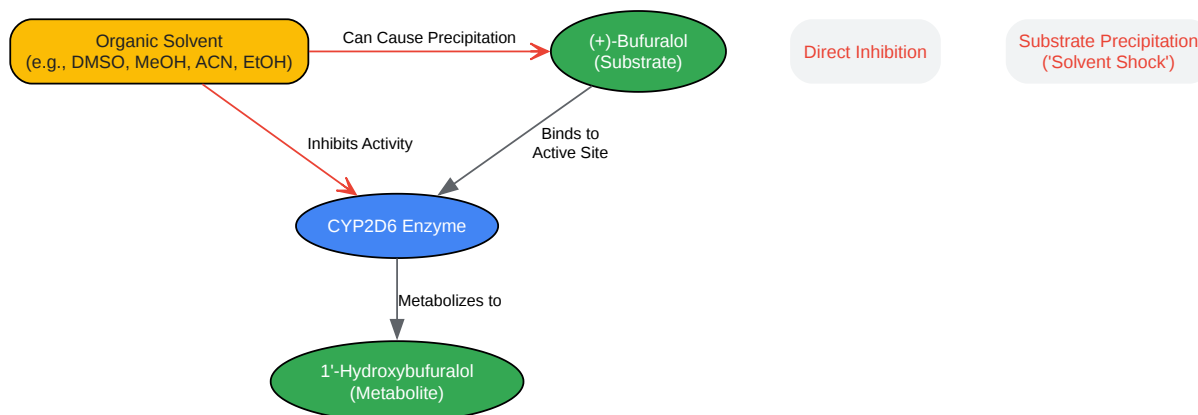 Organic Solvent
(e.g., DMSO, MeOH, ACN, EtOH)
Can Cause Precipitation
(+)-Bufuralol
(Substrate)
Direct Inhibition
Substrate Precipitation
('Solvent Shock')
Inhibits Activity
Binds to
Active Site
CYP2D6 Enzyme
Metabolizes to
1'-Hydroxybufuralol
(Metabolite)